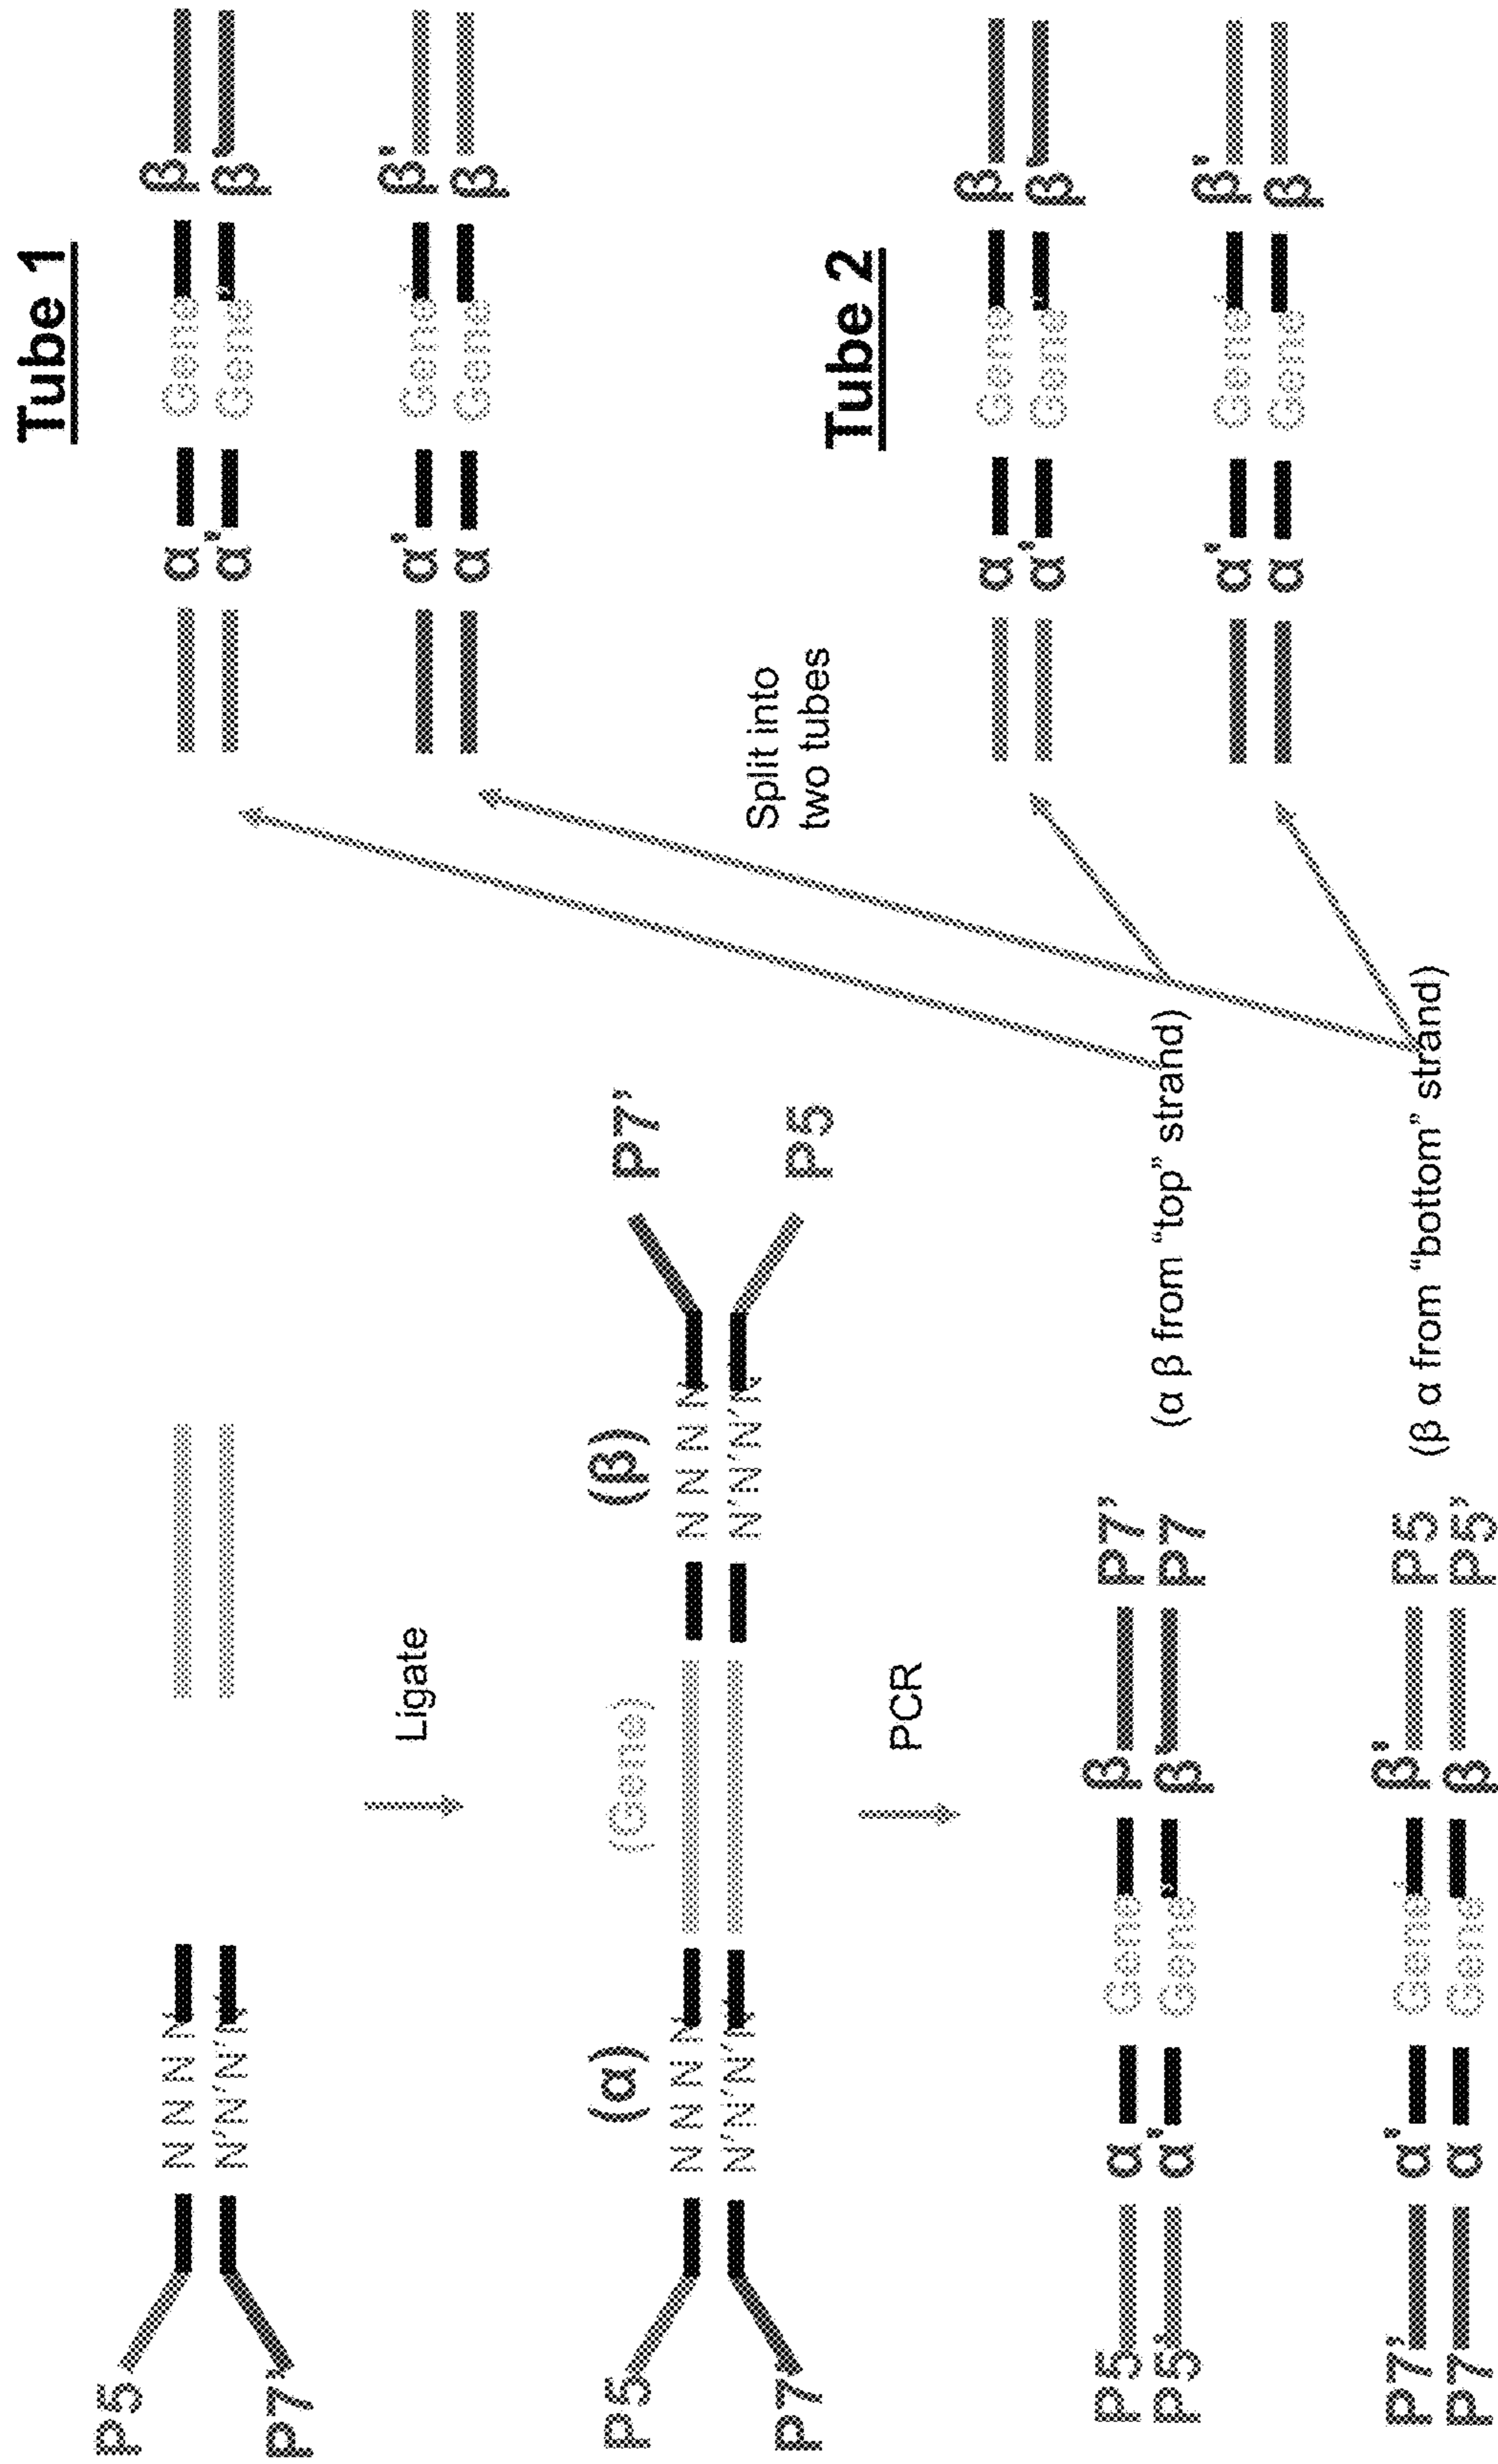 P5
N N N N
N'N'N'N'
P7'
Ligate
(α)
(Gene)
(β)
P5
N N N N
N N N N
P7'
P7'
N'N'N'N'
N'N'N'N'
P5
PCR
P5 α Gene β P7'
P5' α' Gene' β' P7
(α β from "top" strand)
P7' α' Gene' β' P5
P7 α Gene β P5'
(β α from "bottom" strand)
Split into
two tubes
Tube 1
α Gene β
α' Gene' β'
α' Gene' β'
α Gene β
Tube 2
α Gene β
α' Gene' β'
α' Gene' β'
α Gene β